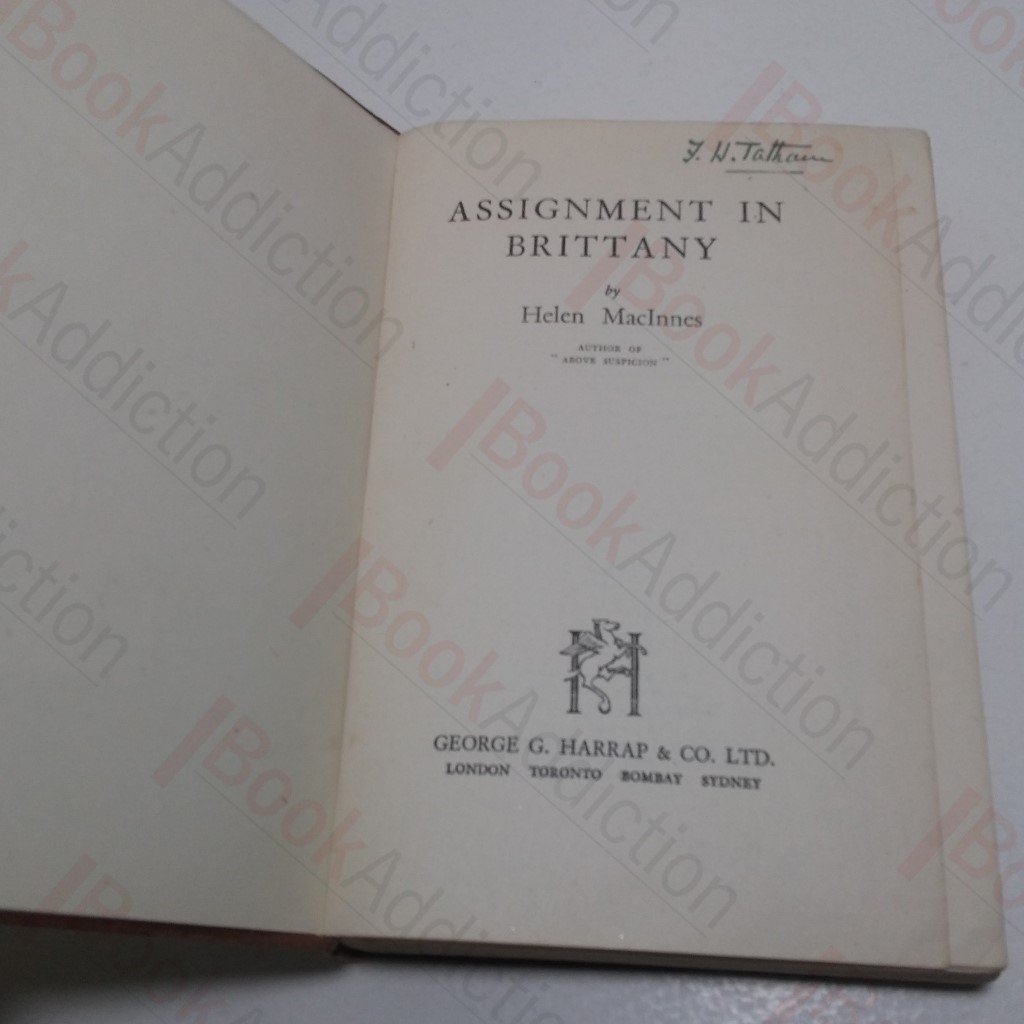 F. H. Tatham
ASSIGNMENT IN
BRITTANY
by
Helen MacInnes
AUTHOR OF
"ABOVE SUSPICION"
H
GEORGE G. HARRAP & CO. LTD.
LONDON TORONTO BOMBAY SYDNEY
BookAddiction